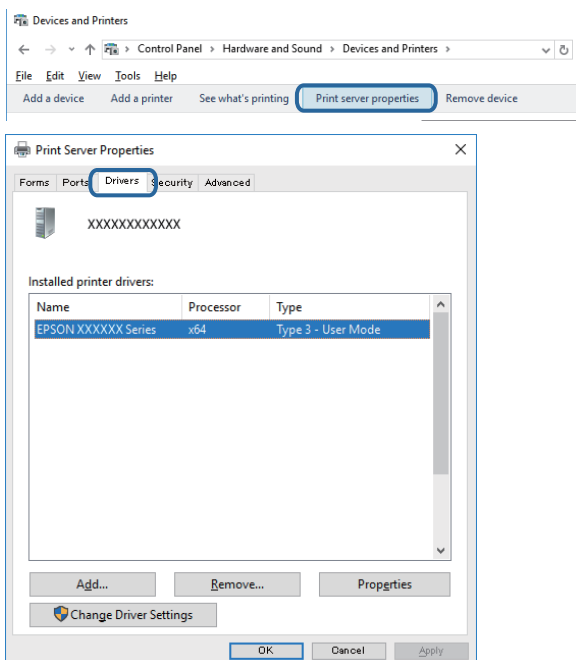 Devices and Printers
Control Panel > Hardware and Sound > Devices and Printers >
File Edit View Tools Help
Add a device Add a printer See what's printing Print server properties Remove device
Print Server Properties
Forms Ports Drivers Security Advanced
XXXXXXXXXXXX
Installed printer drivers:
Name Processor Type
EPSON XXXXXX Series x64 Type 3 - User Mode
Add... Remove... Properties
Change Driver Settings
OK Cancel Apply